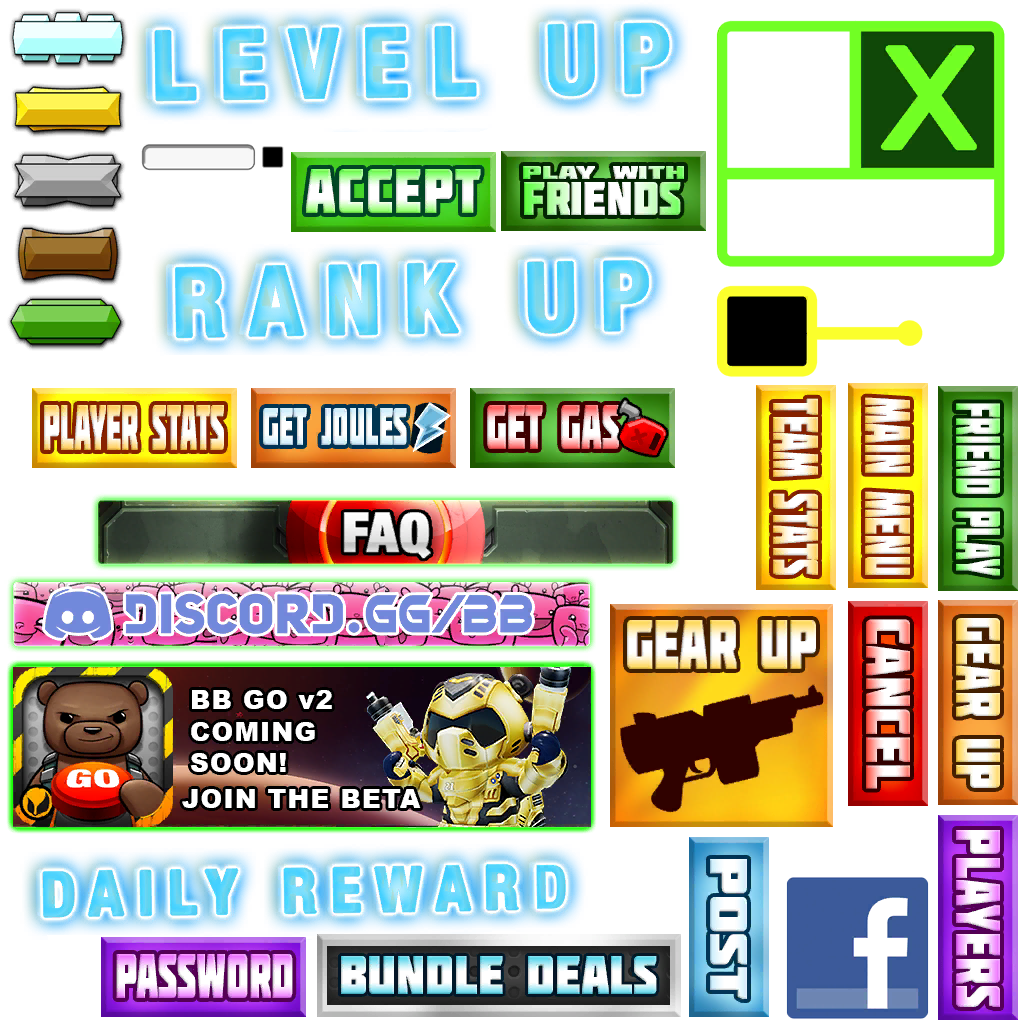 LEVEL UP
X
ACCEPT
PLAY WITH
FRIENDS
RANK UP
PLAYER STATS
GET JOULES
GET GAS
TEAM STATS
MAIN MENU
FRIEND PLAY
FAQ
DISCORD.GG/BB
GO
BB GO v2
COMING
SOON!
JOIN THE BETA
GEAR UP
CANCEL
GEAR UP
DAILY REWARD
POST
f
PLAYERS
PASSWORD
BUNDLE DEALS